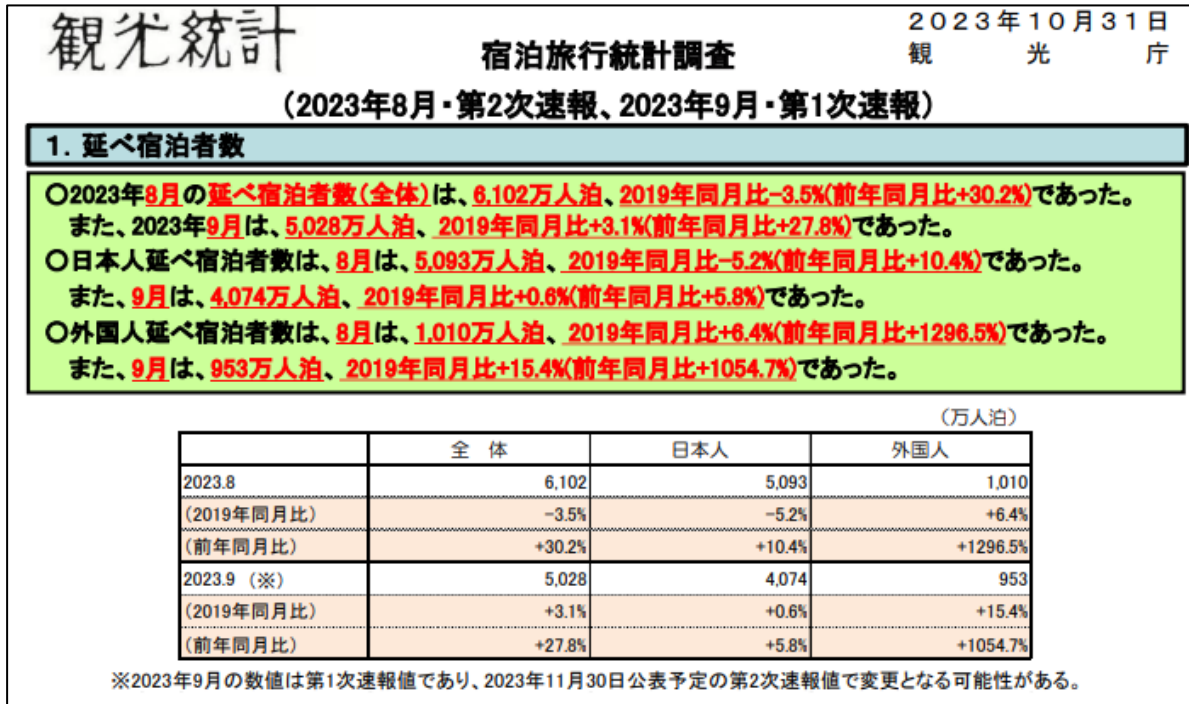 観光統計
2023年10月31日
宿泊旅行統計調査
観光庁
（2023年8月・第2次速報、2023年9月・第1次速報）
1．延べ宿泊者数
○2023年8月の延べ宿泊者数（全体）は、6,102万人泊、2019年同月比-3.5%(前年同月比+30.2%)であった。
また、2023年9月は、5,028万人泊、2019年同月比+3.1%(前年同月比+27.8%)であった。
○日本人延べ宿泊者数は、8月は、5,093万人泊、2019年同月比-5.2%(前年同月比+10.4%)であった。
また、9月は、4,074万人泊、2019年同月比+0.6%(前年同月比+5.8%)であった。
○外国人延べ宿泊者数は、8月は、1,010万人泊、2019年同月比+6.4%(前年同月比+1296.5%)であった。
また、9月は、953万人泊、2019年同月比+15.4%(前年同月比+1054.7%)であった。
（万人泊）
全体 日本人 外国人
2023.8 6,102 5,093 1,010
（2019年同月比） -3.5% -5.2% +6.4%
（前年同月比） +30.2% +10.4% +1296.5%
2023.9 （※） 5,028 4,074 953
（2019年同月比） +3.1% +0.6% +15.4%
（前年同月比） +27.8% +5.8% +1054.7%
※2023年9月の数値は第1次速報値であり、2023年11月30日公表予定の第2次速報値で変更となる可能性がある。